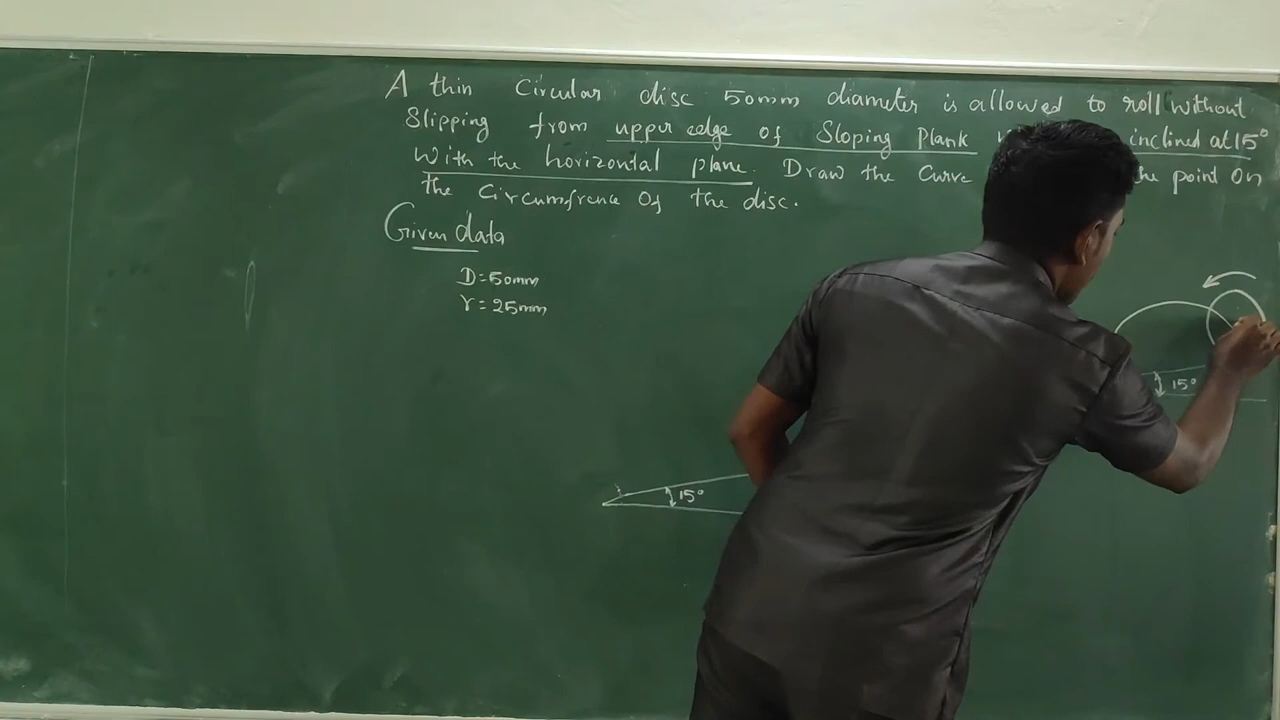 A thin Circular disc 50mm diameter is allowed to roll without
Slipping from upper edge of Sloping Plank inclined at 15°
With the horizontal plane. Draw the Curve the point On
the Circumfrence Of the disc.
Given data
D=50mm
r=25mm
15°
15°